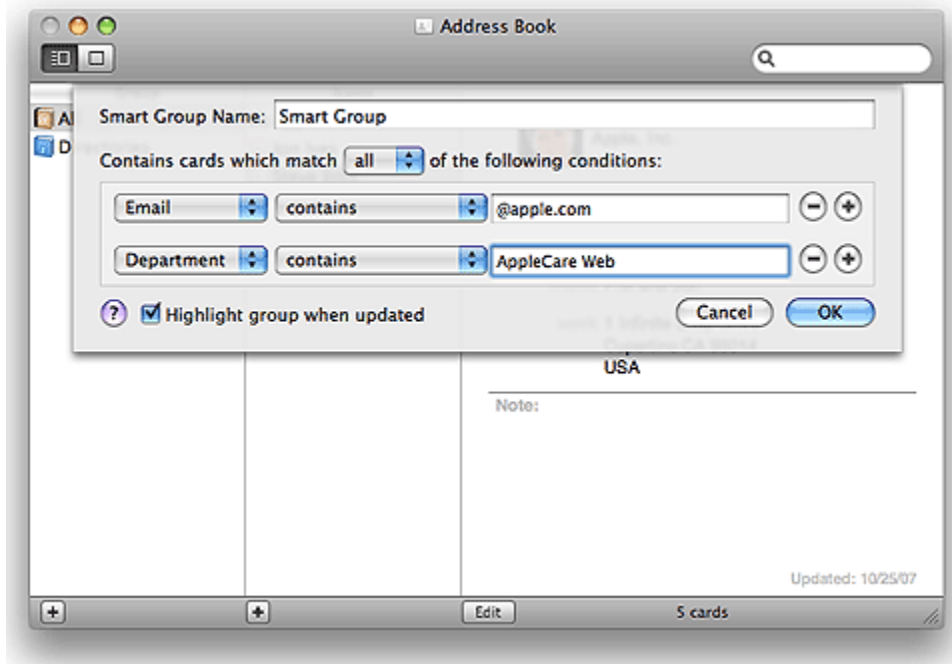 Address Book
Smart Group Name: Smart Group
Apple, Inc.
Contains cards which match all of the following conditions:
Email contains @apple.com
Department contains AppleCare Web
? Highlight group when updated Cancel OK
USA
Note:
Updated: 10/25/07
Edit 5 cards